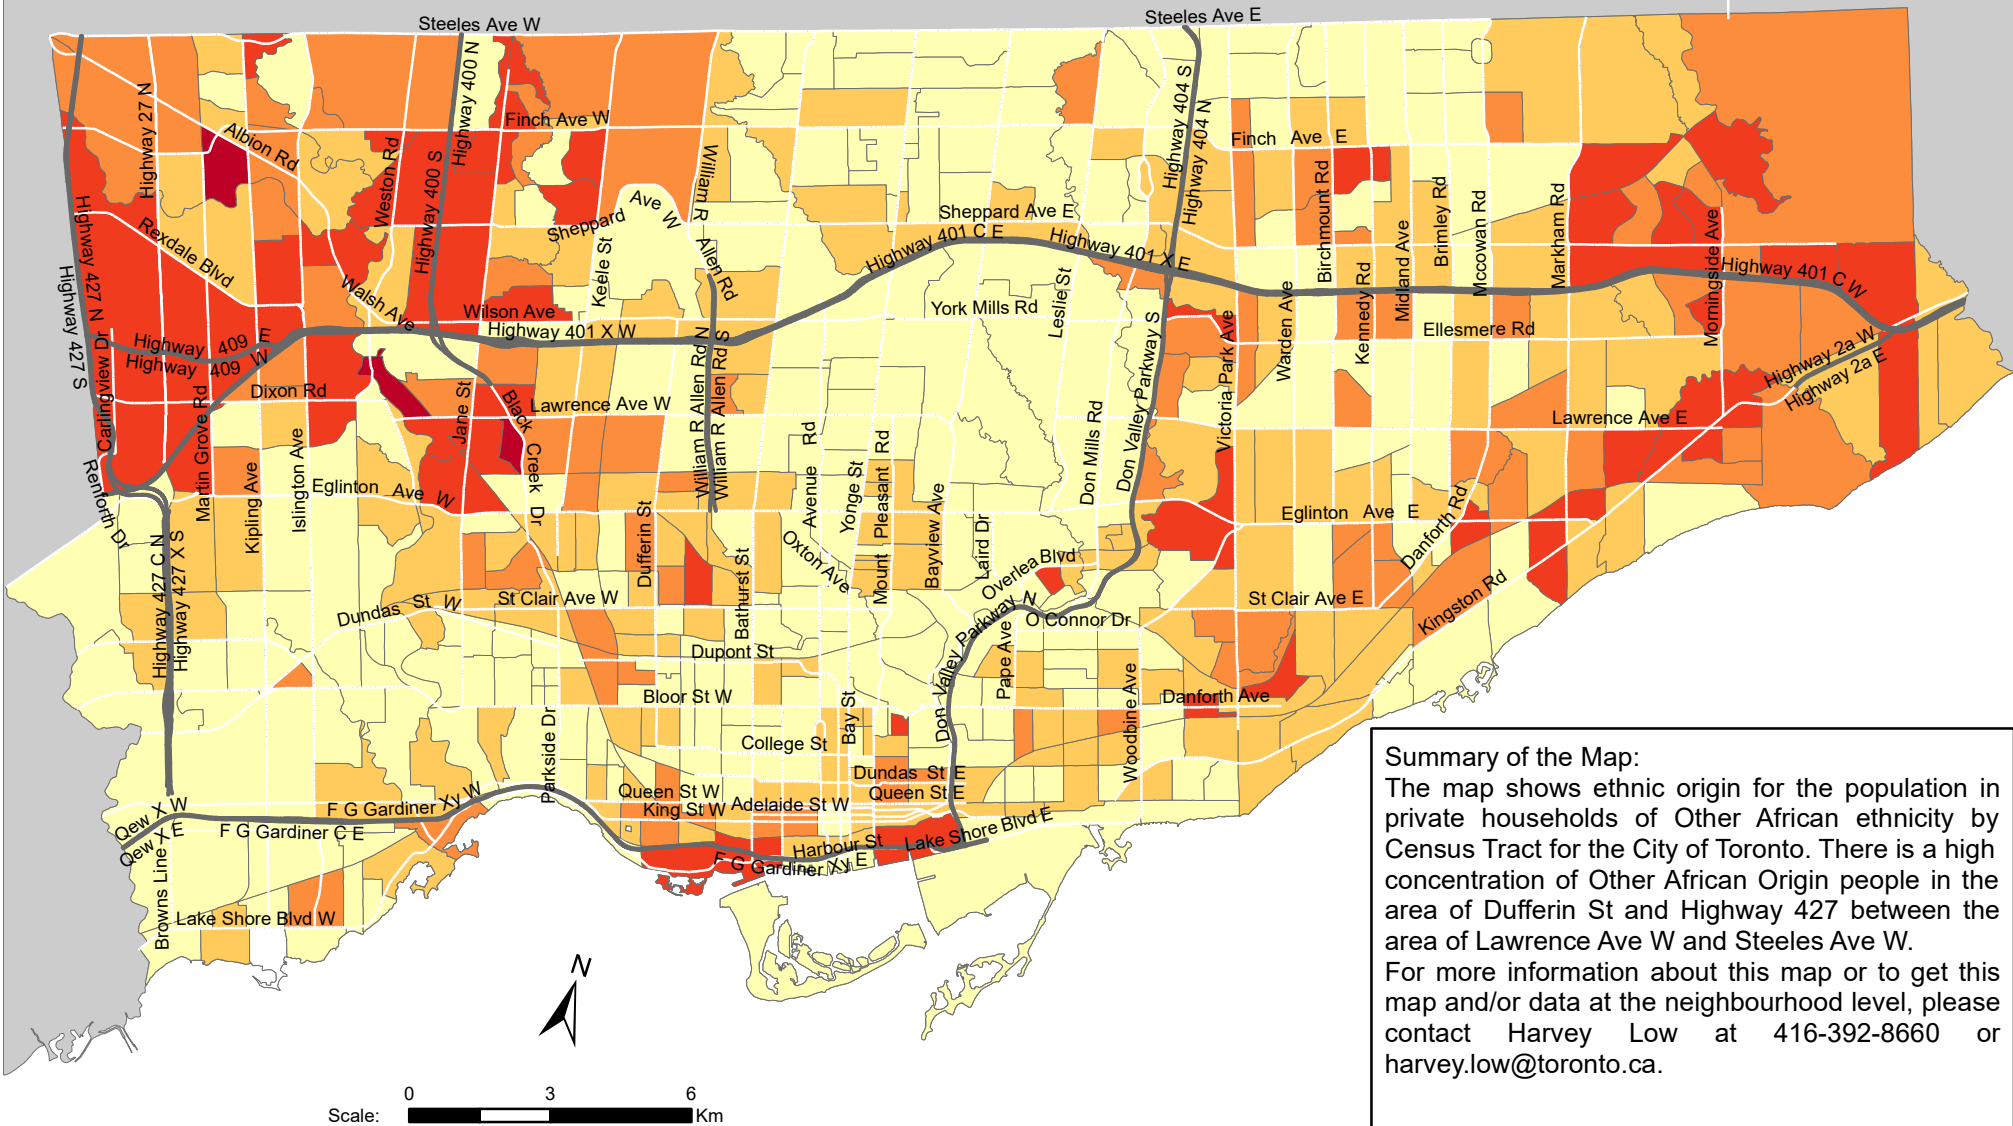 Steeles Ave W
Steeles Ave E
Highway 400 N
Highway 404 S
Highway 404 N
Highway 27 N
Finch Ave W
Albion Rd
Finch Ave E
Weston Rd
Highway 400 S
William R
Allen Rd
Birchmount Rd
Brimley Rd
Mccowan Rd
Markham Rd
Morningside Ave
Highway 427 N
Rexdale Blvd
Sheppard
Ave W
Sheppard Ave E
Keele St
Highway 401 C E
Highway 401 X E
Midland Ave
Kennedy Rd
Highway 401 C W
Highway 427 S
Walsh Ave
Wilson Ave
York Mills Rd
Leslie St
Warden Ave
Ellesmere Rd
Highway 401 X W
Highway 409 E
Highway 409 W
Carlingview Dr
Dixon Rd
Martin Grove Rd
Jane St
Black
Creek
Dr
Lawrence Ave W
William R Allen Rd N
William R Allen Rd S
Don Valley Parkway S
Victoria Park Ave
Highway 2a W
Highway 2a E
Lawrence Ave E
Renforth Dr
Kipling Ave
Islington Ave
Eglinton Ave W
Avenue Rd
Yonge St
Mount Pleasant Rd
Bayview Ave
Don Mills Rd
Laird Dr
Eglinton Ave E
Danforth Rd
Highway 427 C N
Highway 427 X S
Dufferin St
Bathurst St
Oxton Ave
Overlea Blvd
Dundas St W
St Clair Ave W
St Clair Ave E
Kingston Rd
O Connor Dr
Don Valley Parkway N
Pape Ave
Dupont St
Bloor St W
Danforth Ave
Woodbine Ave
Parkside Dr
Bay St
College St
Dundas St E
Queen St W
Queen St E
King St W
Adelaide St W
F G Gardiner Xy W
Qew X W
Qew X E
F G Gardiner C E
Harbour St
Lake Shore Blvd E
F G Gardiner Xy E
Browns Line
Lake Shore Blvd W
N
Scale:
0 3 6
Km
Summary of the Map:
The map shows ethnic origin for the population in
private households of Other African ethnicity by
Census Tract for the City of Toronto. There is a high
concentration of Other African Origin people in the
area of Dufferin St and Highway 427 between the
area of Lawrence Ave W and Steeles Ave W.
For more information about this map or to get this
map and/or data at the neighbourhood level, please
contact Harvey Low at 416-392-8660 or
harvey.low@toronto.ca.